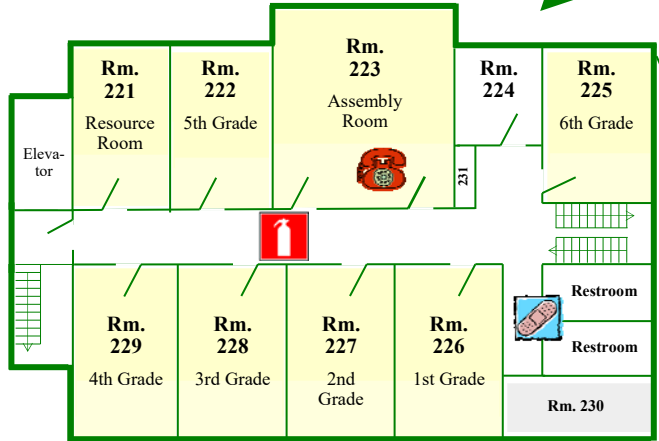 Rm.
221
Resource
Room
Rm.
222
5th Grade
Rm.
223
Assembly
Room
Rm.
224
Rm.
225
6th Grade
Eleva-
tor
231
Restroom
Restroom
Rm.
229
4th Grade
Rm.
228
3rd Grade
Rm.
227
2nd
Grade
Rm.
226
1st Grade
Rm. 230